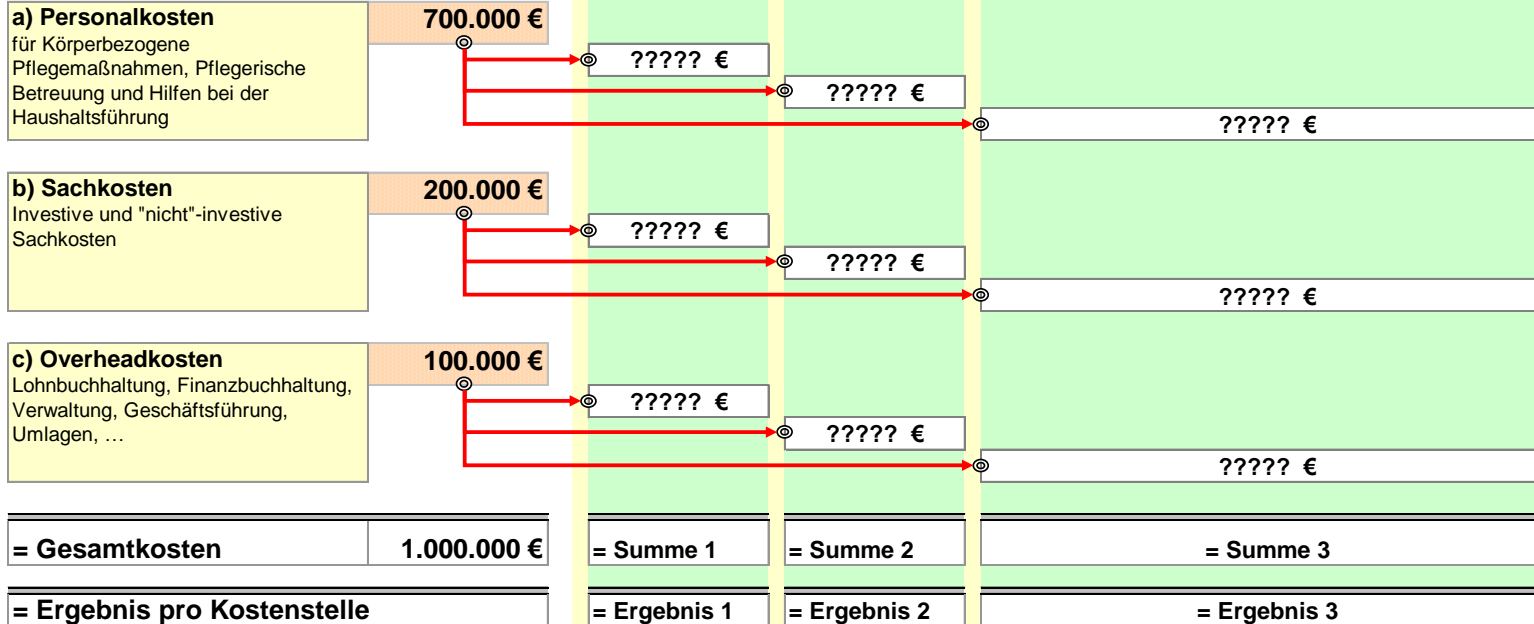 a) Personalkosten 700.000 €
für Körperbezogene
Pflegemaßnahmen, Pflegerische
Betreuung und Hilfen bei der
Haushaltsführung
????? €
????? €
????? €
b) Sachkosten 200.000 €
Investive und "nicht"-investive
Sachkosten
????? €
????? €
????? €
c) Overheadkosten 100.000 €
Lohnbuchhaltung, Finanzbuchhaltung,
Verwaltung, Geschäftsführung,
Umlagen, …
????? €
????? €
????? €
= Gesamtkosten 1.000.000 € = Summe 1 = Summe 2 = Summe 3
= Ergebnis pro Kostenstelle = Ergebnis 1 = Ergebnis 2 = Ergebnis 3